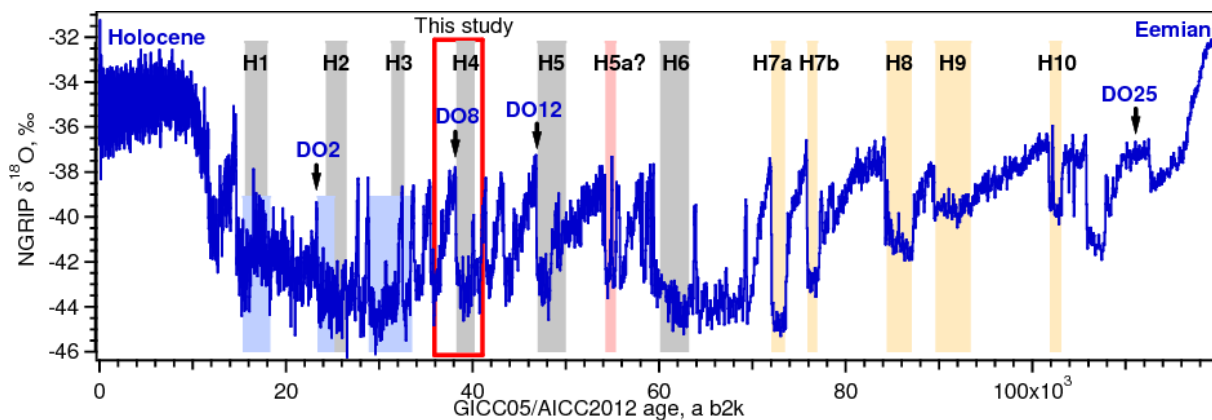 This study
-32
-34
-36
-38
-40
-42
-44
-46
NGRIP δ¹⁸O, ‰
Holocene
Eemian
H1 H2 H3 H4 H5 H5a? H6 H7a H7b H8 H9 H10
DO2
DO8
DO12
DO25
0 20 40 60 80 100x10³
GICC05/AICC2012 age, a b2k